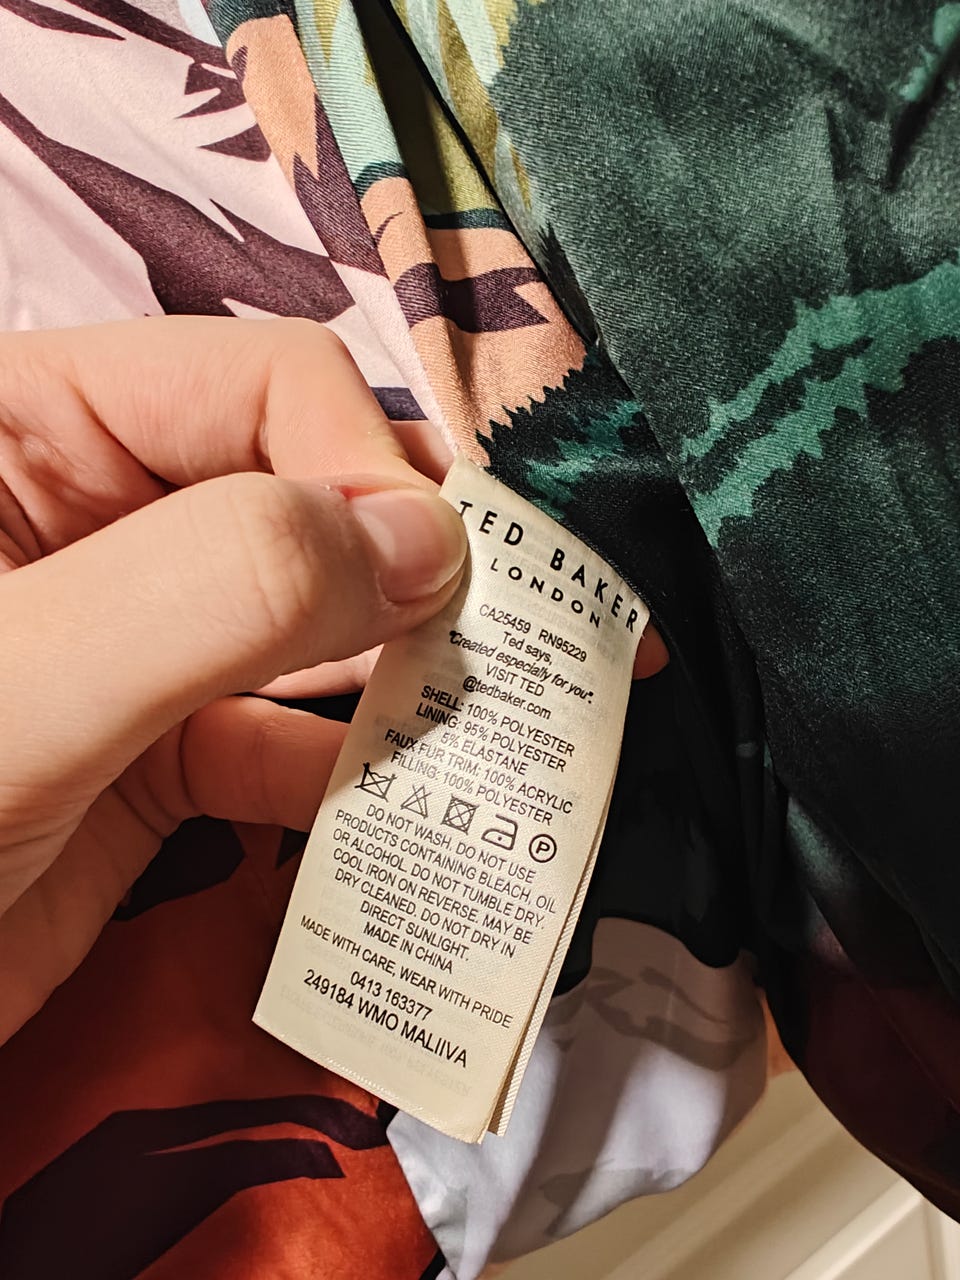 TED BAKER
LONDON
CA25459 RN95229
Ted says,
"Created especially for you".
VISIT TED
@tedbaker.com
SHELL: 100% POLYESTER
LINING: 95% POLYESTER
5% ELASTANE
FAUX FUR TRIM: 100% ACRYLIC
FILLING: 100% POLYESTER
P
DO NOT WASH. DO NOT USE
PRODUCTS CONTAINING BLEACH, OIL
OR ALCOHOL. DO NOT TUMBLE DRY.
COOL IRON ON REVERSE. MAY BE
DRY CLEANED. DO NOT DRY IN
DIRECT SUNLIGHT.
MADE IN CHINA
MADE WITH CARE, WEAR WITH PRIDE
0413 163377
249184 WMO MALIIVA